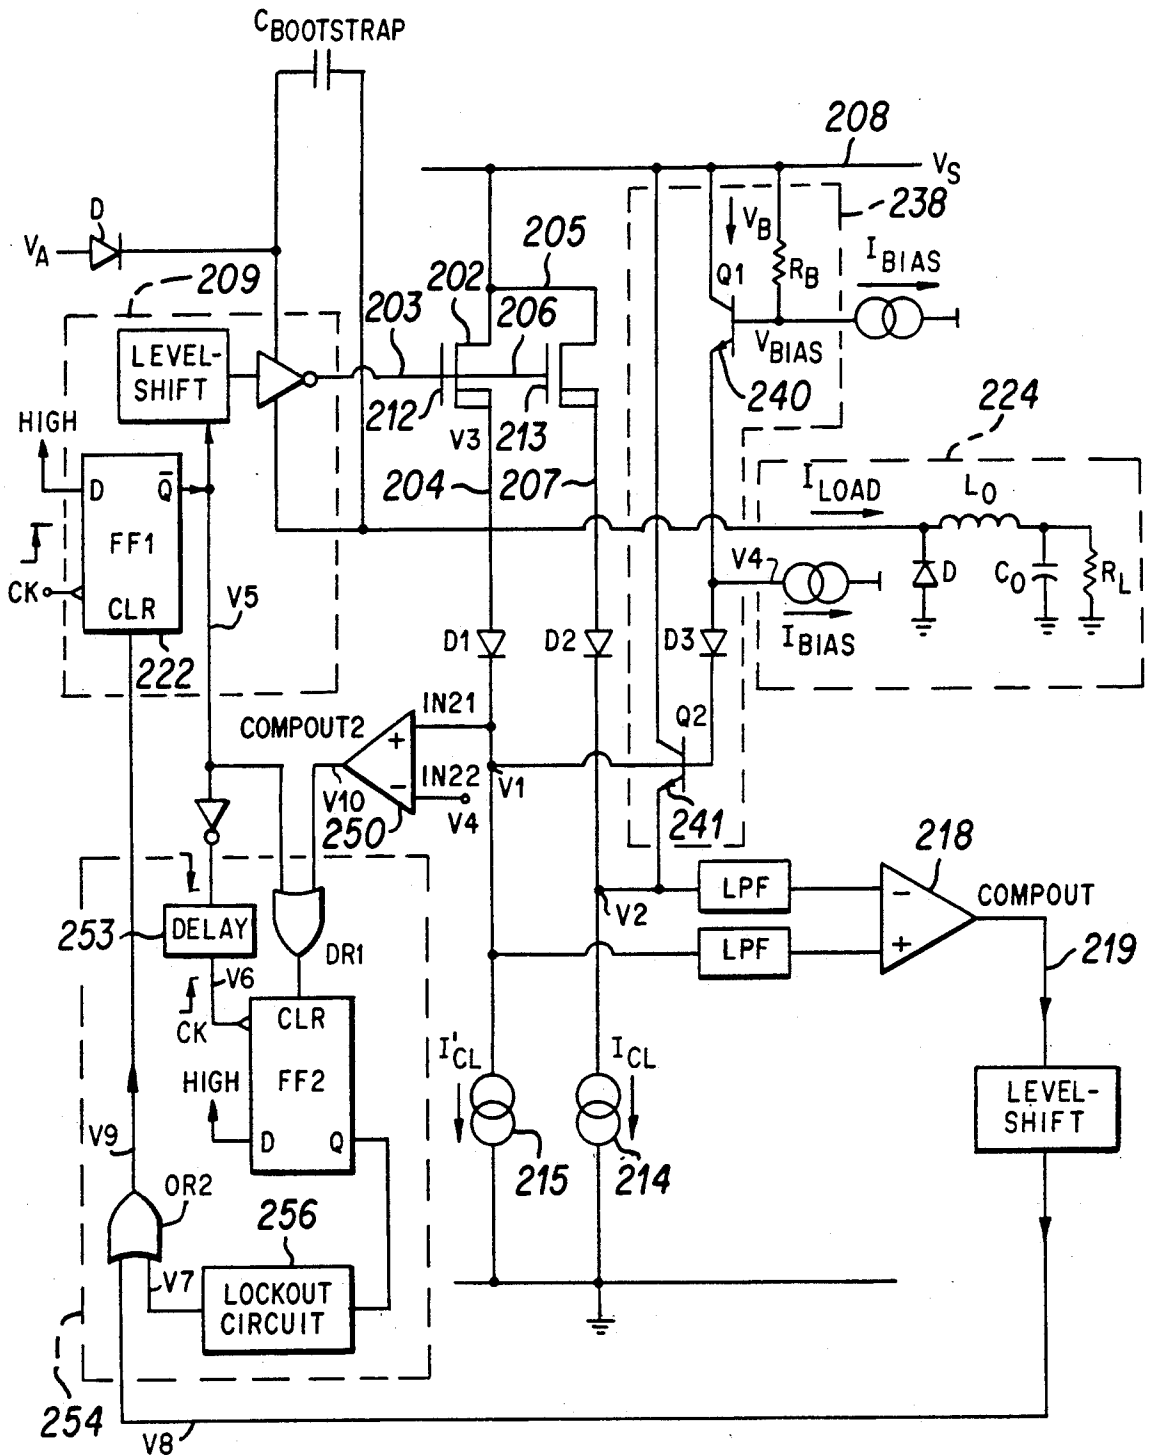 CBOOTSTRAP
208
VS
238
D
VA
209
VB
Q1
RB
IBIAS
205
202
203
206
VBIAS
LEVEL-
SHIFT
212
213
240
HIGH
V3
224
D
Q̅
204
207
ILOAD
LO
FF1
CK
CLR
V5
V4
D
CO
RL
D1
D2
D3
IBIAS
222
COMPOUT2
IN21
Q2
+
V10
−
IN22
V1
250
V4
241
218
LPF
COMPOUT
V2
−
253
DELAY
DR1
LPF
+
219
V6
CK
CLR
I'CL
ICL
HIGH
FF2
LEVEL-
SHIFT
V9
D
Q
215
214
OR2
256
V7
LOCKOUT
CIRCUIT
254
V8